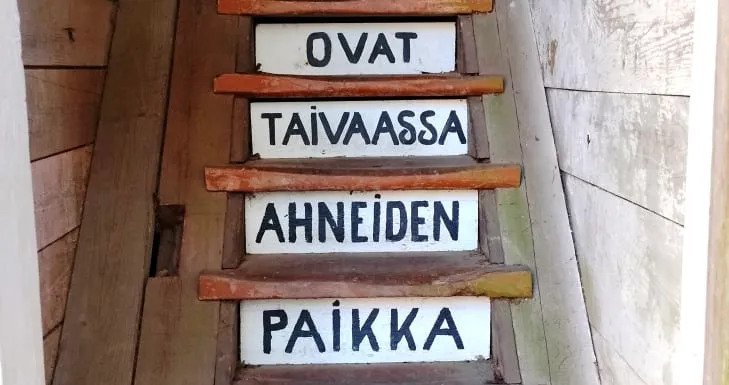 OVAT
TAIVAASSA
AHNEIDEN
PAIKKA